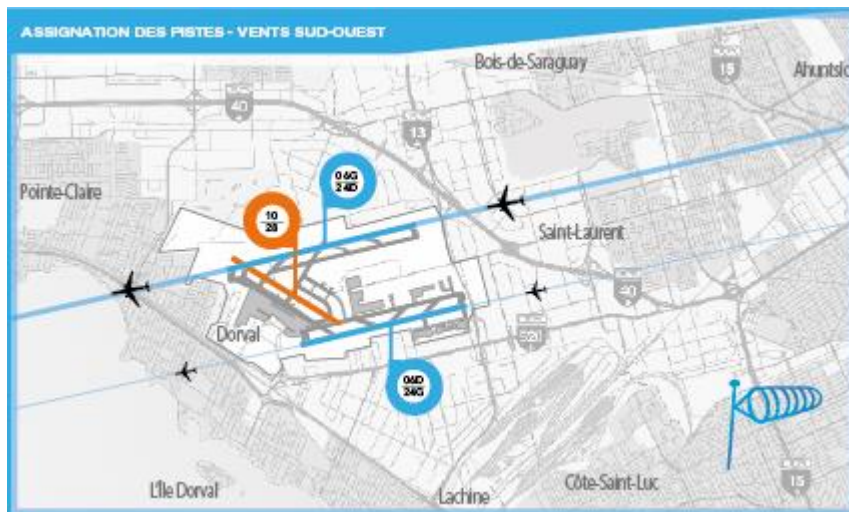 ASSIGNATION DES PISTES - VENTS SUD-OUEST
Bois-de-Saraguay
15
Ahuntsic
40
13
Pointe-Claire
06G
24D
10
28
Saint-Laurent
40
Dorval
520
06D
24G
L'île Dorval
Lachine
Côte-Saint-Luc
15